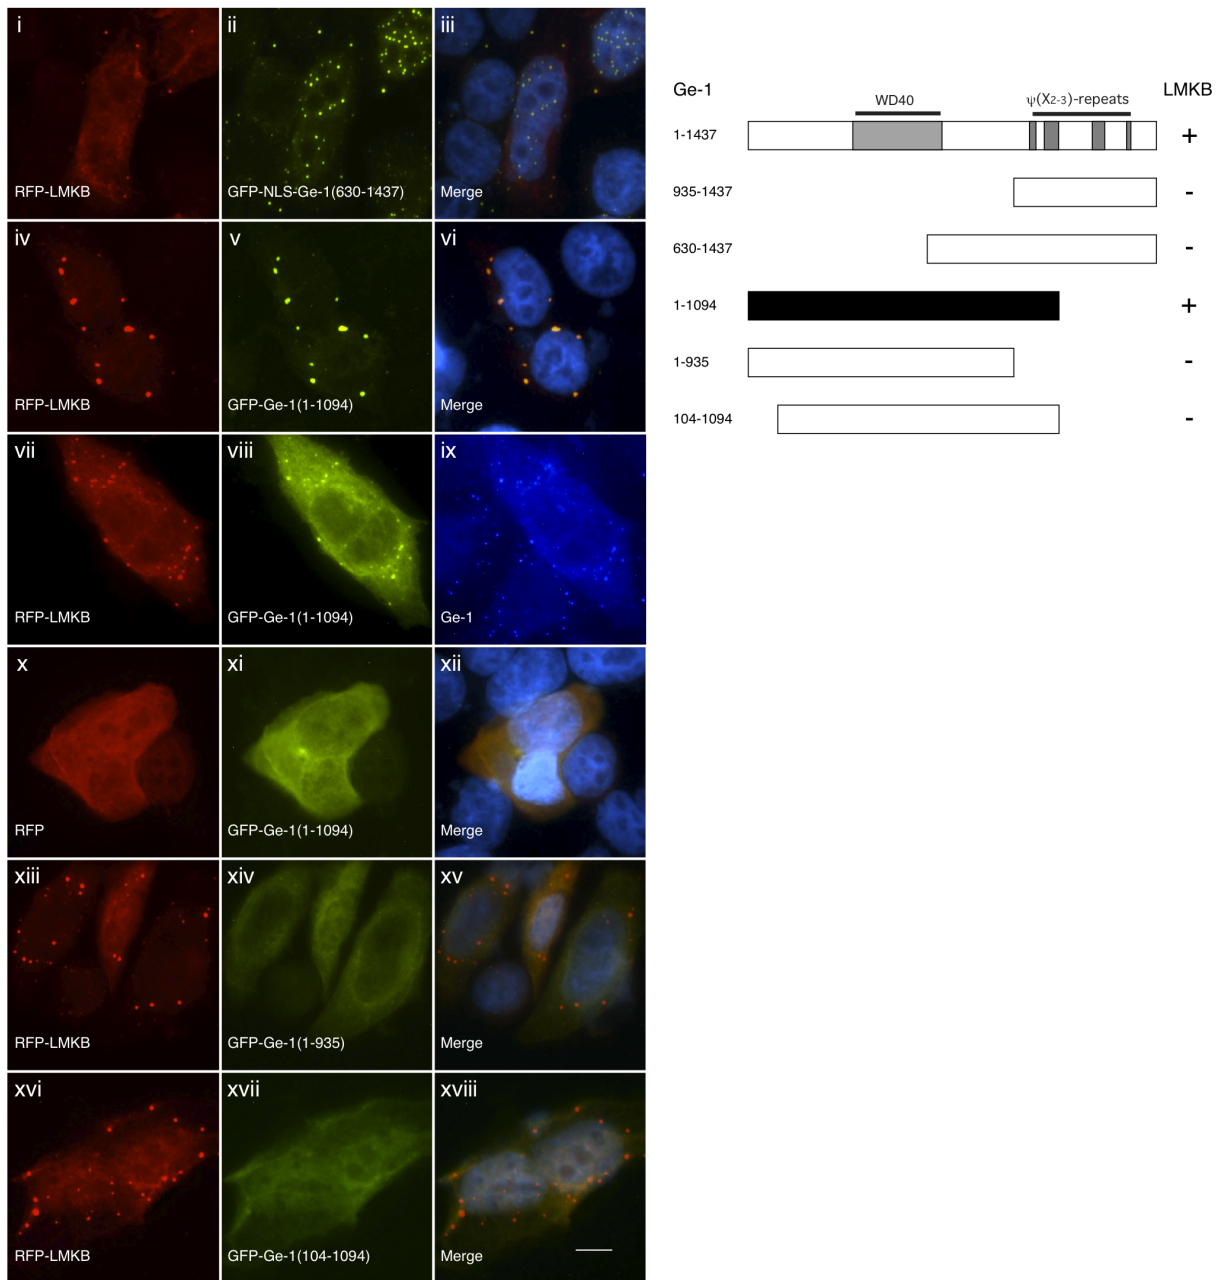 i
ii
iii
RFP-LMKB
GFP-NLS-Ge-1(630-1437)
Merge
iv
v
vi
RFP-LMKB
GFP-Ge-1(1-1094)
Merge
vii
viii
ix
RFP-LMKB
GFP-Ge-1(1-1094)
Ge-1
x
xi
xii
RFP
GFP-Ge-1(1-1094)
Merge
xiii
xiv
xv
RFP-LMKB
GFP-Ge-1(1-935)
Merge
xvi
xvii
xviii
RFP-LMKB
GFP-Ge-1(104-1094)
Merge
Ge-1
WD40
ψ(X2-3)-repeats
LMKB
1-1437
+
935-1437
-
630-1437
-
1-1094
+
1-935
-
104-1094
-